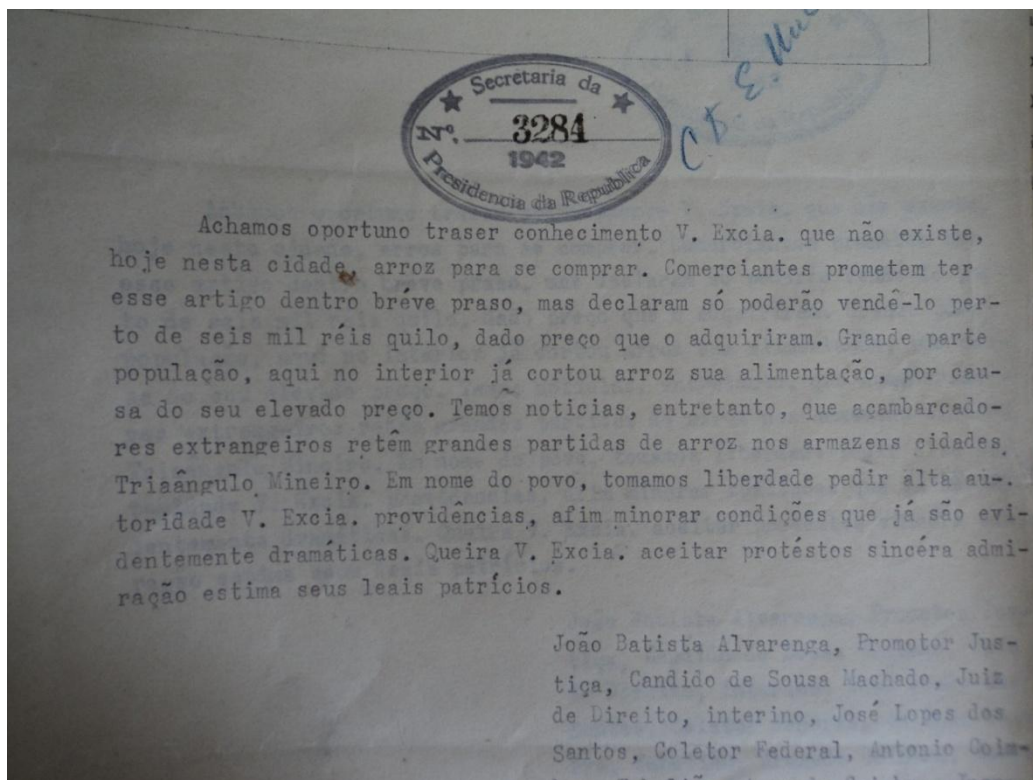 Secretaria da
Nº. 3284
1942
Presidencia da Republica
C. E.
Achamos oportuno traser conhecimento V. Excia. que não existe,
hoje nesta cidade, arroz para se comprar. Comerciantes prometem ter
esse artigo dentro breve praso, mas declaram só poderão vendê-lo per-
to de seis mil réis quilo, dado preço que o adquiriram. Grande parte
população, aqui no interior já cortou arroz sua alimentação, por cau-
sa do seu elevado preço. Temos noticias, entretanto, que açambarcado-
res extrangeiros retêm grandes partidas de arroz nos armazens cidades
Triaângulo Mineiro. Em nome do povo, tomamos liberdade pedir alta au-
toridade V. Excia. providências, afim minorar condições que já são evi-
dentemente dramáticas. Queira V. Excia. aceitar protéstos sincéra admi-
ração estima seus leais patrícios.
João Batista Alvarenga, Promotor Jus-
tiça, Candido de Sousa Machado, Juiz
de Direito, interino, José Lopes dos
Santos, Coletor Federal, Antonio Coim-